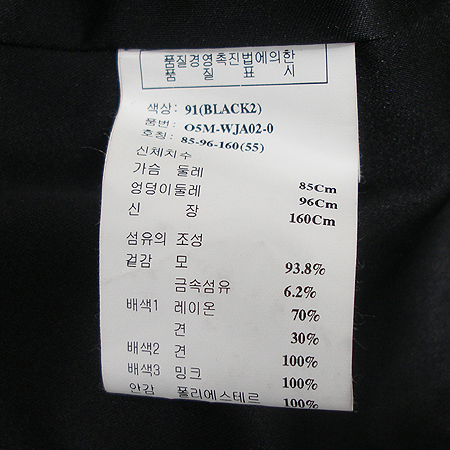 품질경영촉진법에의한
품 질 표 시
색상: 91(BLACK2)
품번: O5M-WJA02-0
호칭: 85-96-160(55)
신체치수
가슴 둘레 85Cm
엉덩이둘레 96Cm
신 장 160Cm
섬유의 조성
겉감 모 93.8%
금속섬유 6.2%
배색1 레이온 70%
견 30%
배색2 견 100%
배색3 밍크 100%
안감 폴리에스테르 100%